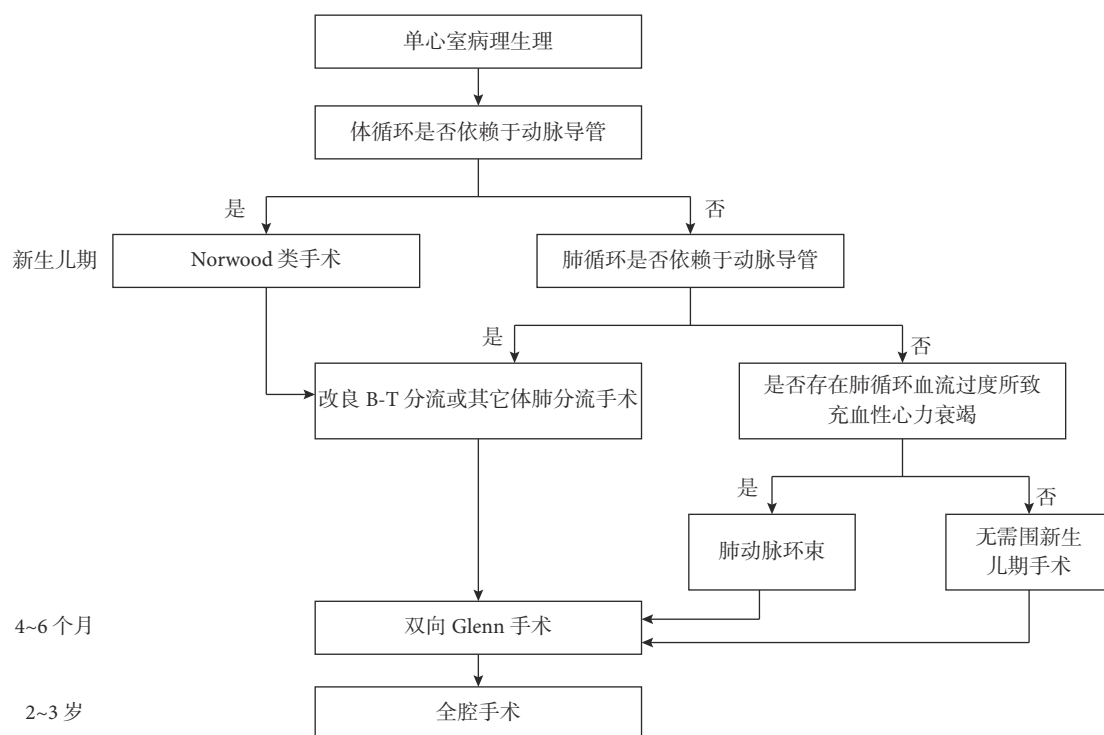 单心室病理生理
体循环是否依赖于动脉导管
是
否
新生儿期
Norwood 类手术
肺循环是否依赖于动脉导管
是
否
改良 B-T 分流或其它体肺分流手术
是否存在肺循环血流过度所致
充血性心力衰竭
是
否
肺动脉环束
无需围新生
儿期手术
4~6 个月
双向 Glenn 手术
2~3 岁
全腔手术